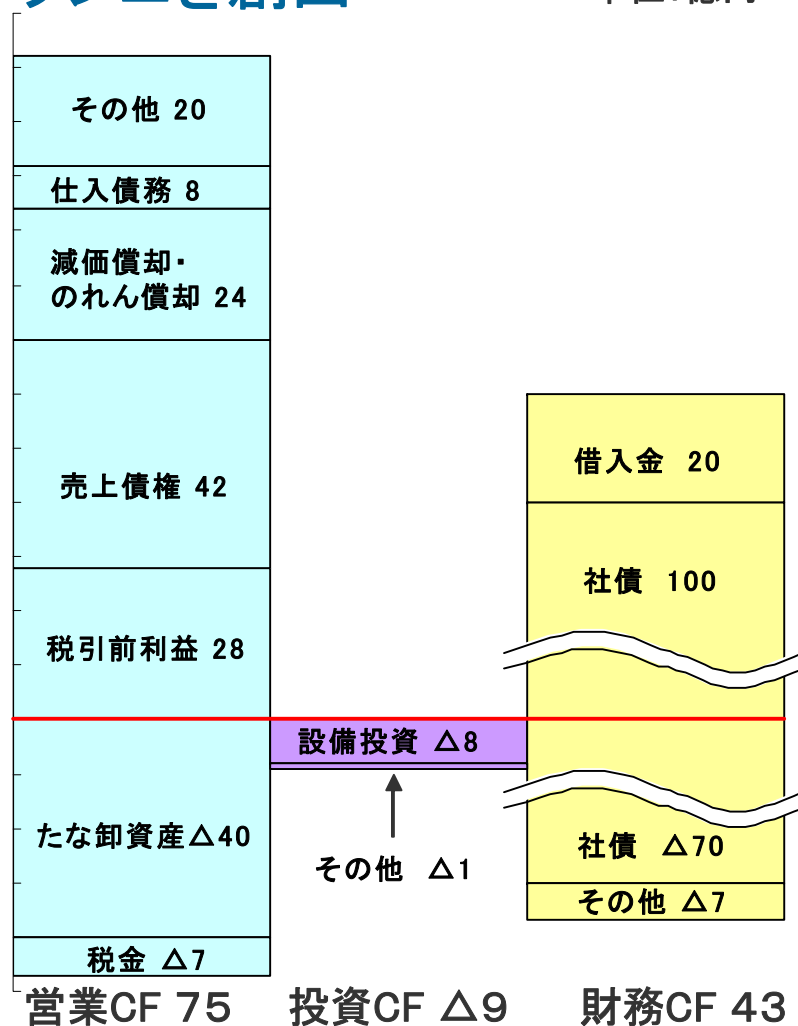 その他 20
仕入債務 8
減価償却・
のれん償却 24
売上債権 42
税引前利益 28
たな卸資産△40
税金 △7
設備投資 △8
その他 △1
借入金 20
社債 100
社債 △70
その他 △7
営業CF 75
投資CF △9
財務CF 43